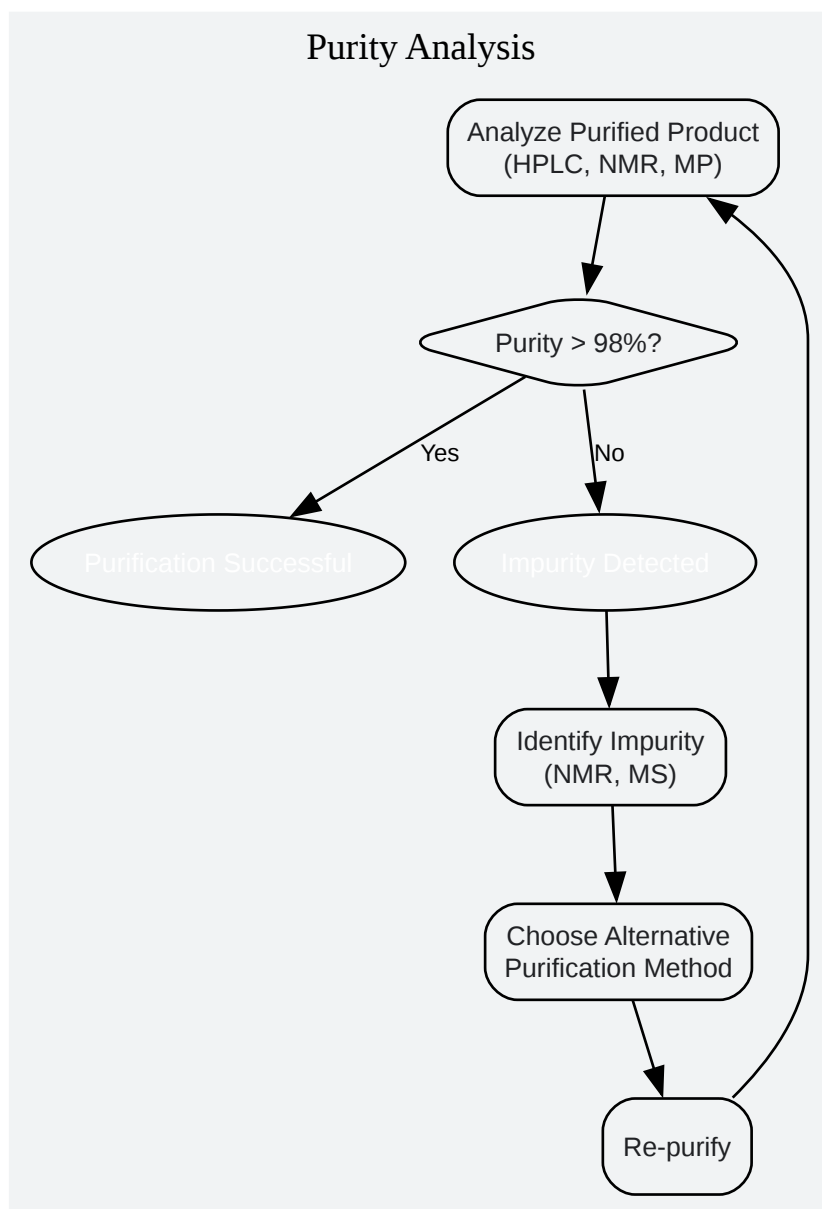 Purity Analysis
Analyze Purified Product
(HPLC, NMR, MP)
Purity > 98%?
Yes
No
Purification Successful
Impurity Detected
Identify Impurity
(NMR, MS)
Choose Alternative
Purification Method
Re-purify